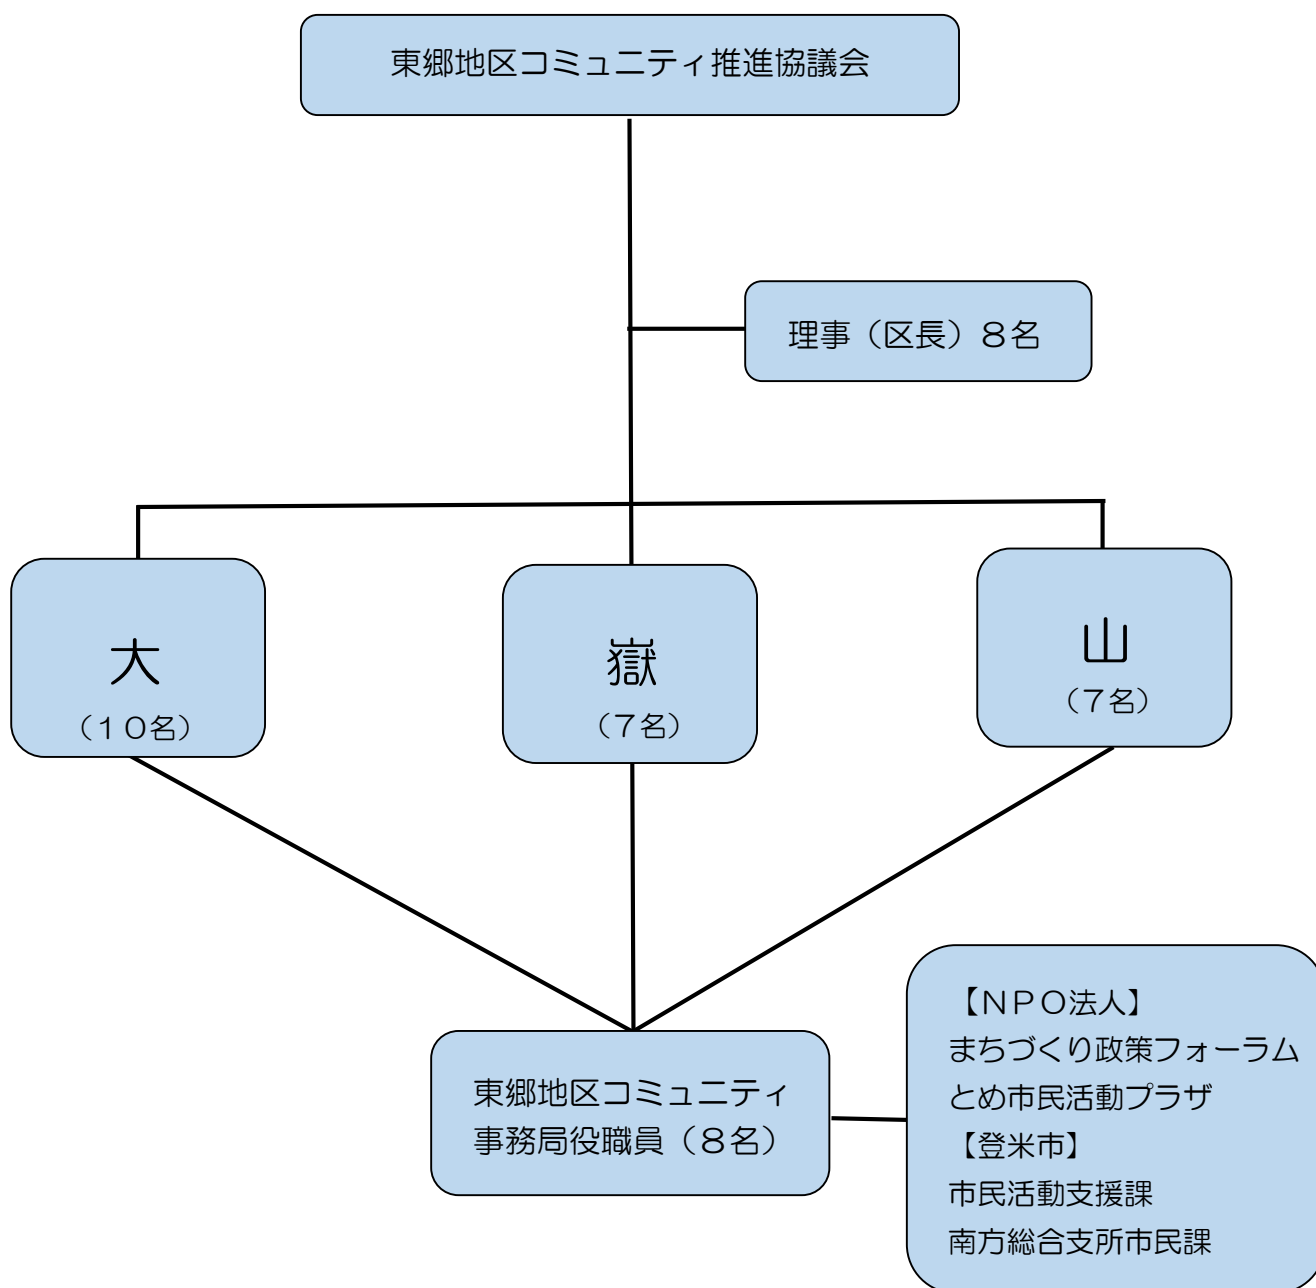 東郷地区コミュニティ推進協議会
理事（区長）８名
大
（１０名）
嶽
（７名）
山
（７名）
東郷地区コミュニティ
事務局役職員（８名）
【ＮＰＯ法人】
まちづくり政策フォーラム
とめ市民活動プラザ
【登米市】
市民活動支援課
南方総合支所市民課